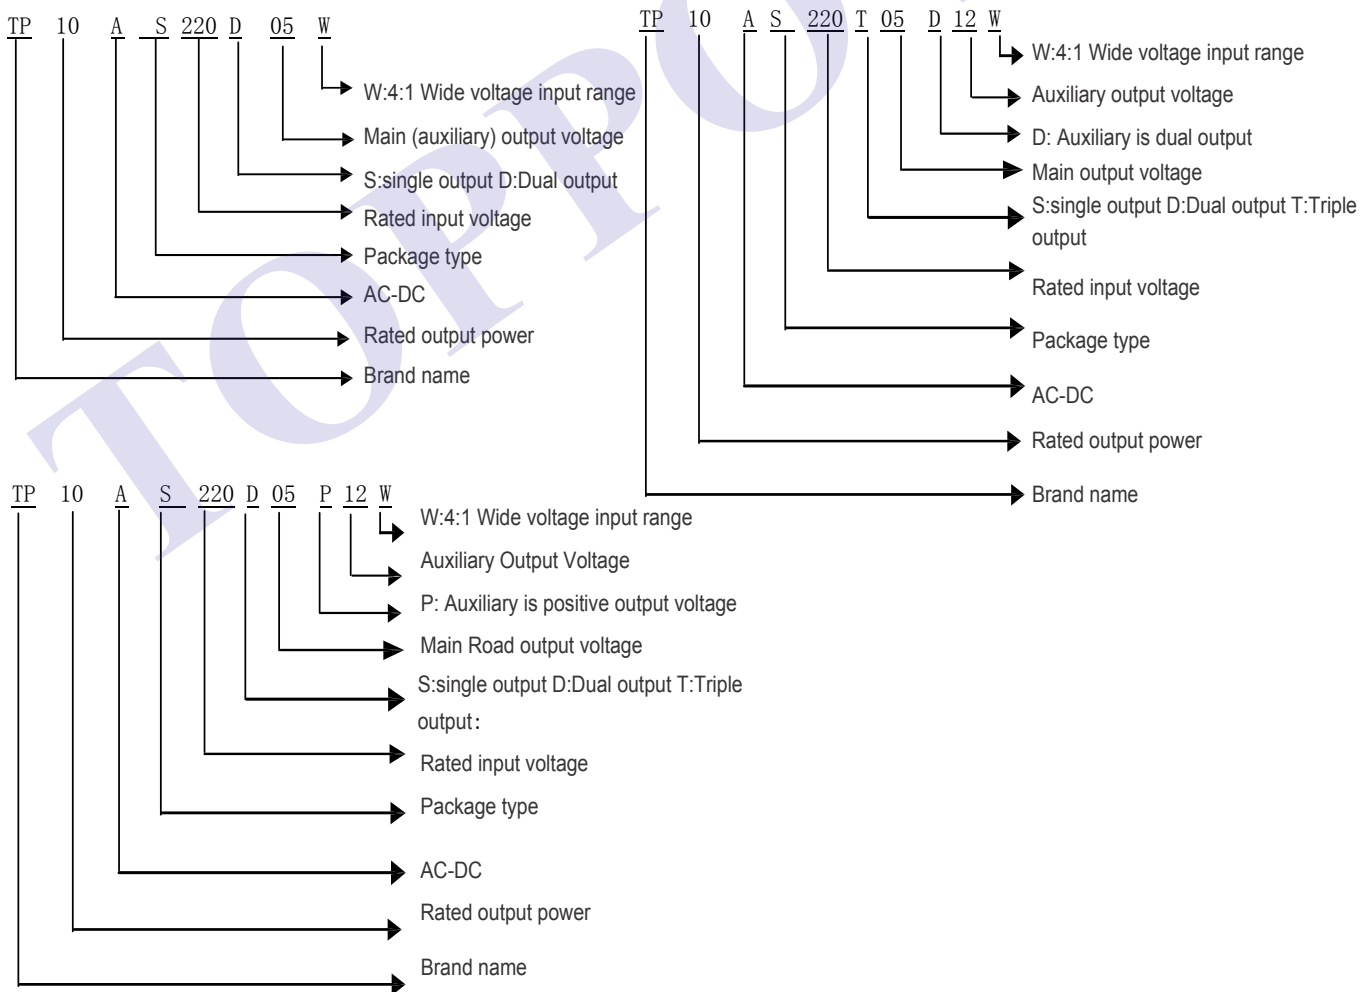 TP 10 A S 220 D 05 W
W:4:1 Wide voltage input range
Main (auxiliary) output voltage
S:single output D:Dual output
Rated input voltage
Package type
AC-DC
Rated output power
Brand name
TP 10 A S 220 T 05 D 12 W
W:4:1 Wide voltage input range
Auxiliary output voltage
D: Auxiliary is dual output
Main output voltage
S:single output D:Dual output T:Triple
output
Rated input voltage
Package type
AC-DC
Rated output power
Brand name
TP 10 A S 220 D 05 P 12 W
W:4:1 Wide voltage input range
Auxiliary Output Voltage
P: Auxiliary is positive output voltage
Main Road output voltage
S:single output D:Dual output T:Triple
output:
Rated input voltage
Package type
AC-DC
Rated output power
Brand name
TOPPO